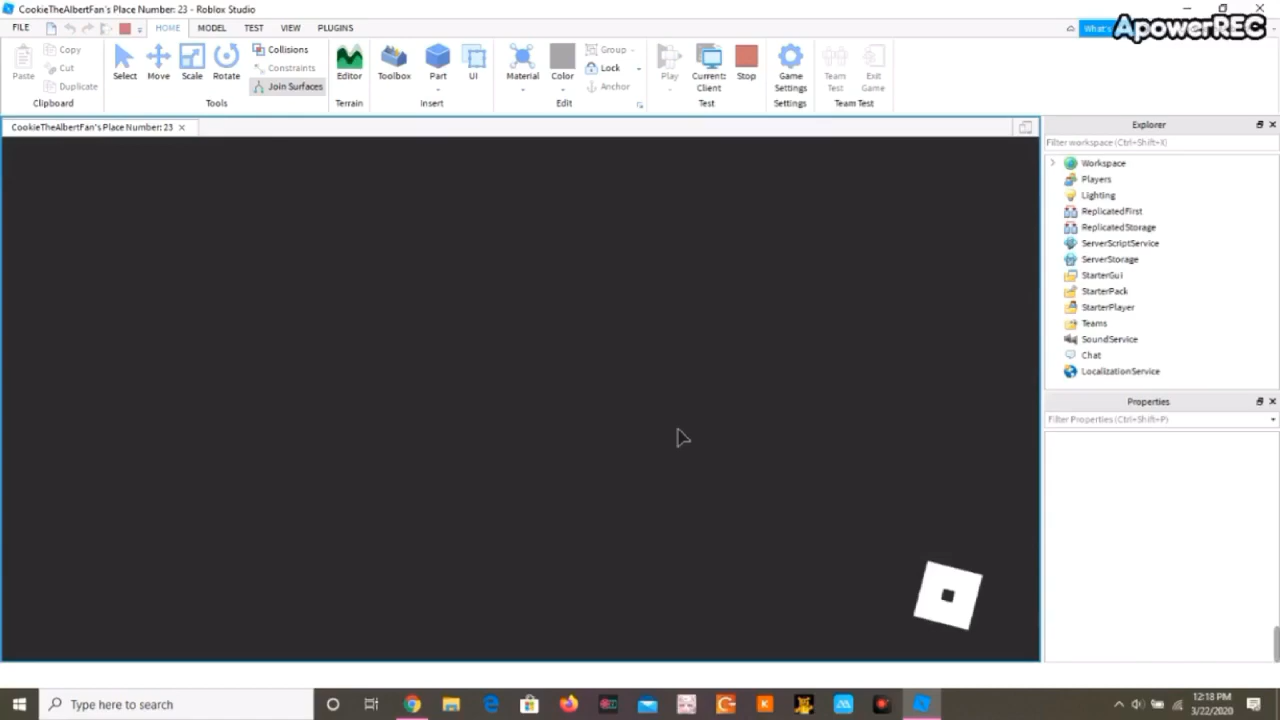 CookieTheAlbertFan's Place Number: 23 - Roblox Studio
ApowerREC
FILE HOME MODEL TEST VIEW PLUGINS What's
Paste Copy Cut Duplicate
Select Move Scale Rotate
Collisions
Constraints
Join Surfaces
Editor Toolbox Part UI
Material Color Group
Lock
Anchor
Play Current: Client Stop
Game Settings
Team Test Exit Game
Clipboard Tools Terrain Insert Edit Test Settings Team Test
CookieTheAlbertFan's Place Number: 23
Explorer
Filter workspace (Ctrl+Shift+X)
Workspace
Players
Lighting
ReplicatedFirst
ReplicatedStorage
ServerScriptService
ServerStorage
StarterGui
StarterPack
StarterPlayer
Teams
SoundService
Chat
LocalizationService
Properties
Filter Properties (Ctrl+Shift+P)
Type here to search
12:18 PM
3/22/2020